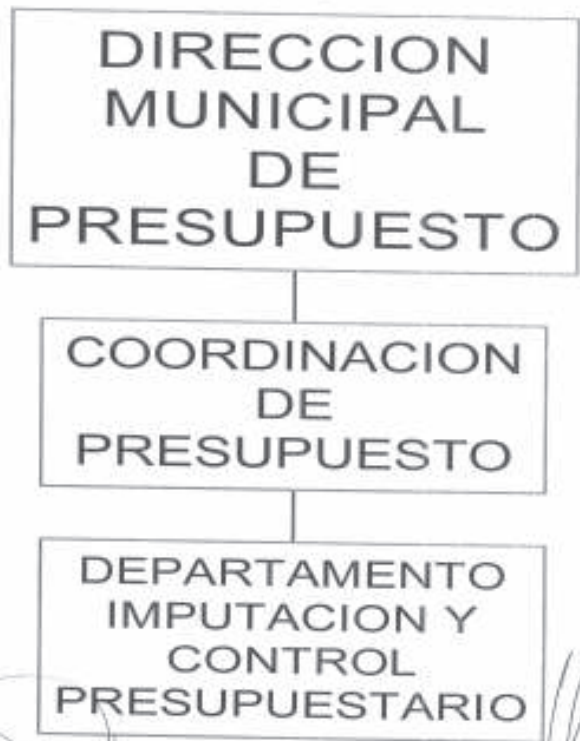 DIRECCION
MUNICIPAL
DE
PRESUPUESTO
COORDINACION
DE
PRESUPUESTO
DEPARTAMENTO
IMPUTACION Y
CONTROL
PRESUPUESTARIO